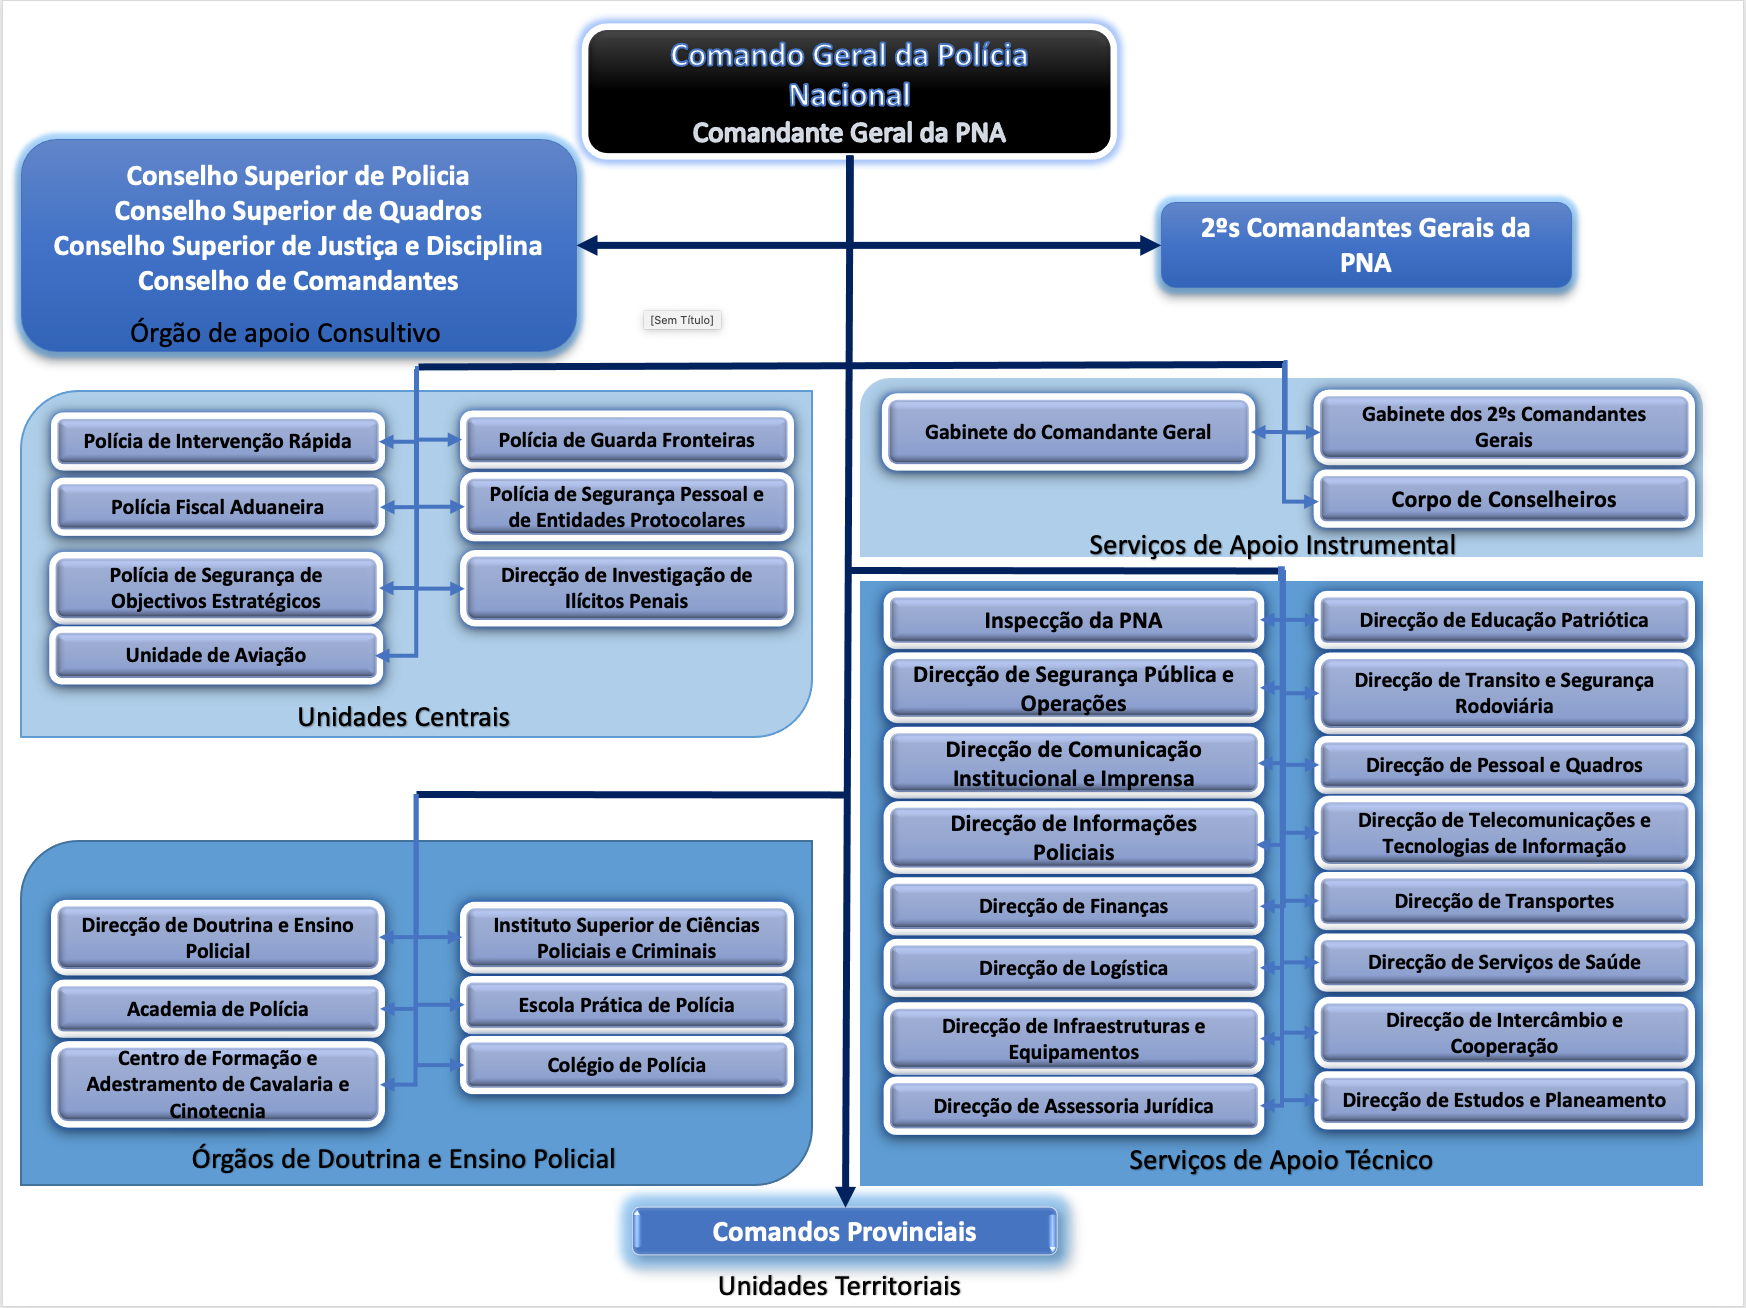 Comando Geral da Polícia
Nacional
Comandante Geral da PNA
Conselho Superior de Policia
Conselho Superior de Quadros
Conselho Superior de Justiça e Disciplina
Conselho de Comandantes
Órgão de apoio Consultivo
2ºs Comandantes Gerais da
PNA
[Sem Título]
Polícia de Intervenção Rápida
Polícia de Guarda Fronteiras
Polícia Fiscal Aduaneira
Polícia de Segurança Pessoal e
de Entidades Protocolares
Polícia de Segurança de
Objectivos Estratégicos
Direcção de Investigação de
Ilícitos Penais
Unidade de Aviação
Unidades Centrais
Gabinete do Comandante Geral
Gabinete dos 2ºs Comandantes
Gerais
Corpo de Conselheiros
Serviços de Apoio Instrumental
Inspecção da PNA
Direcção de Educação Patriótica
Direcção de Segurança Pública e
Operações
Direcção de Transito e Segurança
Rodoviária
Direcção de Comunicação
Institucional e Imprensa
Direcção de Pessoal e Quadros
Direcção de Informações
Policiais
Direcção de Telecomunicações e
Tecnologias de Informação
Direcção de Finanças
Direcção de Transportes
Direcção de Logística
Direcção de Serviços de Saúde
Direcção de Infraestruturas e
Equipamentos
Direcção de Intercâmbio e
Cooperação
Direcção de Assessoria Jurídica
Direcção de Estudos e Planeamento
Serviços de Apoio Técnico
Direcção de Doutrina e Ensino
Policial
Instituto Superior de Ciências
Policiais e Criminais
Academia de Polícia
Escola Prática de Polícia
Centro de Formação e
Adestramento de Cavalaria e
Cinotecnia
Colégio de Polícia
Órgãos de Doutrina e Ensino Policial
Comandos Provinciais
Unidades Territoriais